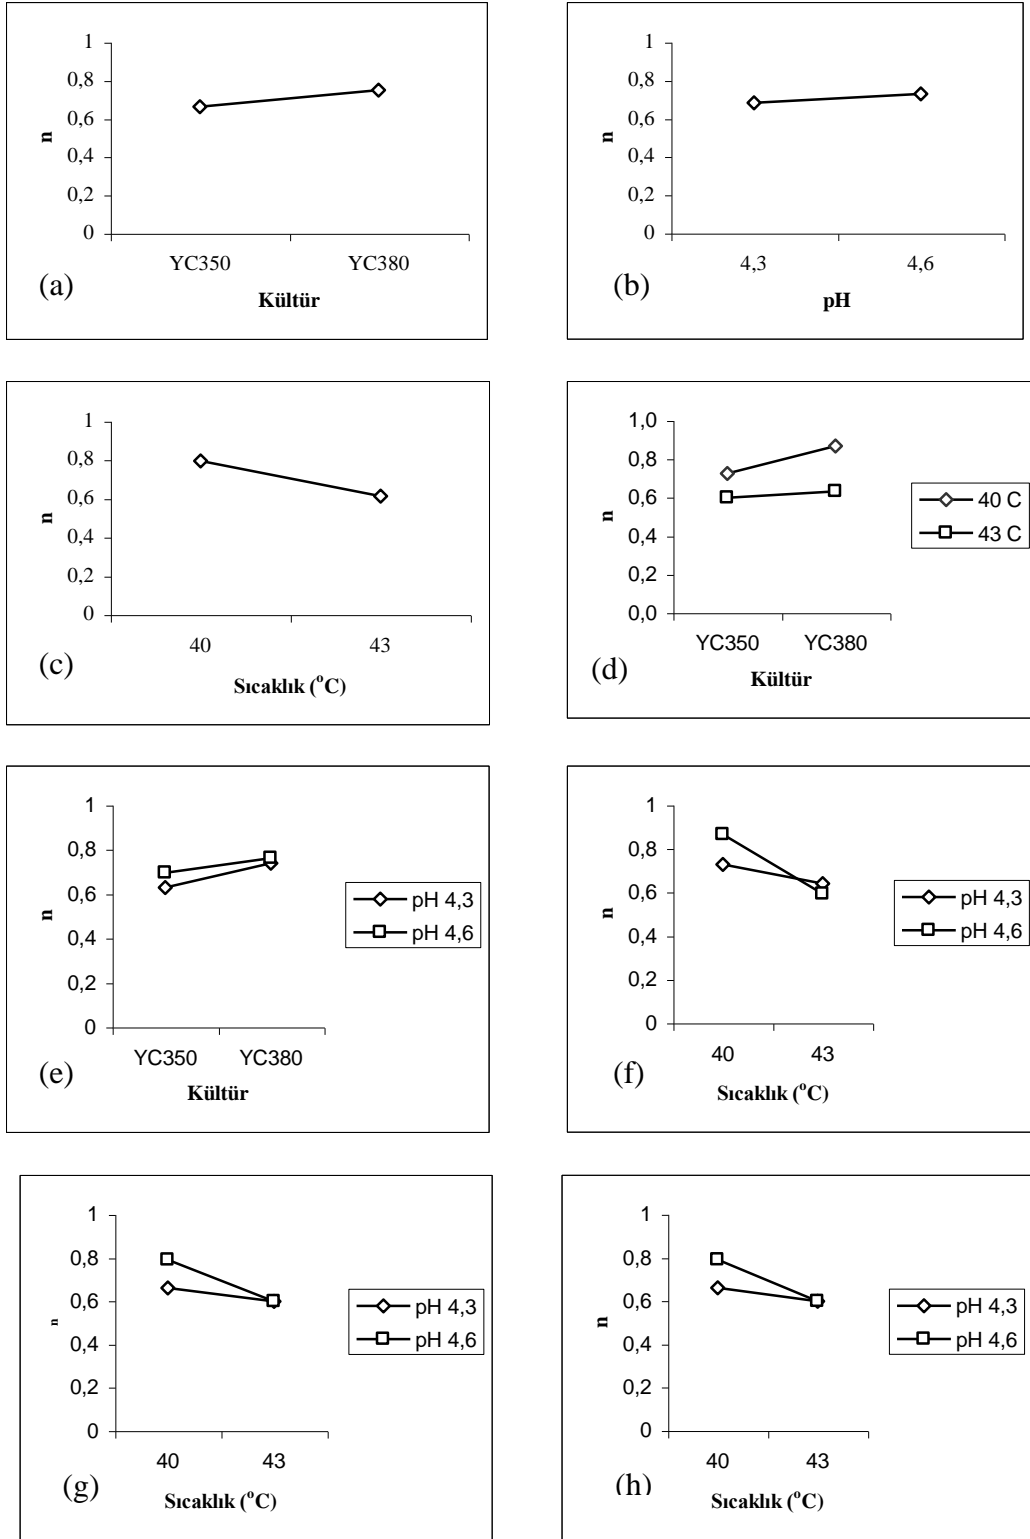 1
0,8
0,6
0,4
0,2
0
n
YC350 YC380
(a)
Kültür
1
0,8
0,6
0,4
0,2
0
n
4,3 4,6
(b)
pH
1
0,8
0,6
0,4
0,2
0
n
40 43
(c)
Sıcaklık (°C)
1,0
0,8
0,6
0,4
0,2
0,0
n
40 C
43 C
YC350 YC380
(d)
Kültür
1
0,8
0,6
0,4
0,2
0
n
pH 4,3
pH 4,6
YC350 YC380
(e)
Kültür
1
0,8
0,6
0,4
0,2
0
n
pH 4,3
pH 4,6
40 43
(f)
Sıcaklık (°C)
1
0,8
0,6
0,4
0,2
0
n
pH 4,3
pH 4,6
40 43
(g)
Sıcaklık (°C)
1
0,8
0,6
0,4
0,2
0
n
pH 4,3
pH 4,6
40 43
(h)
Sıcaklık (°C)